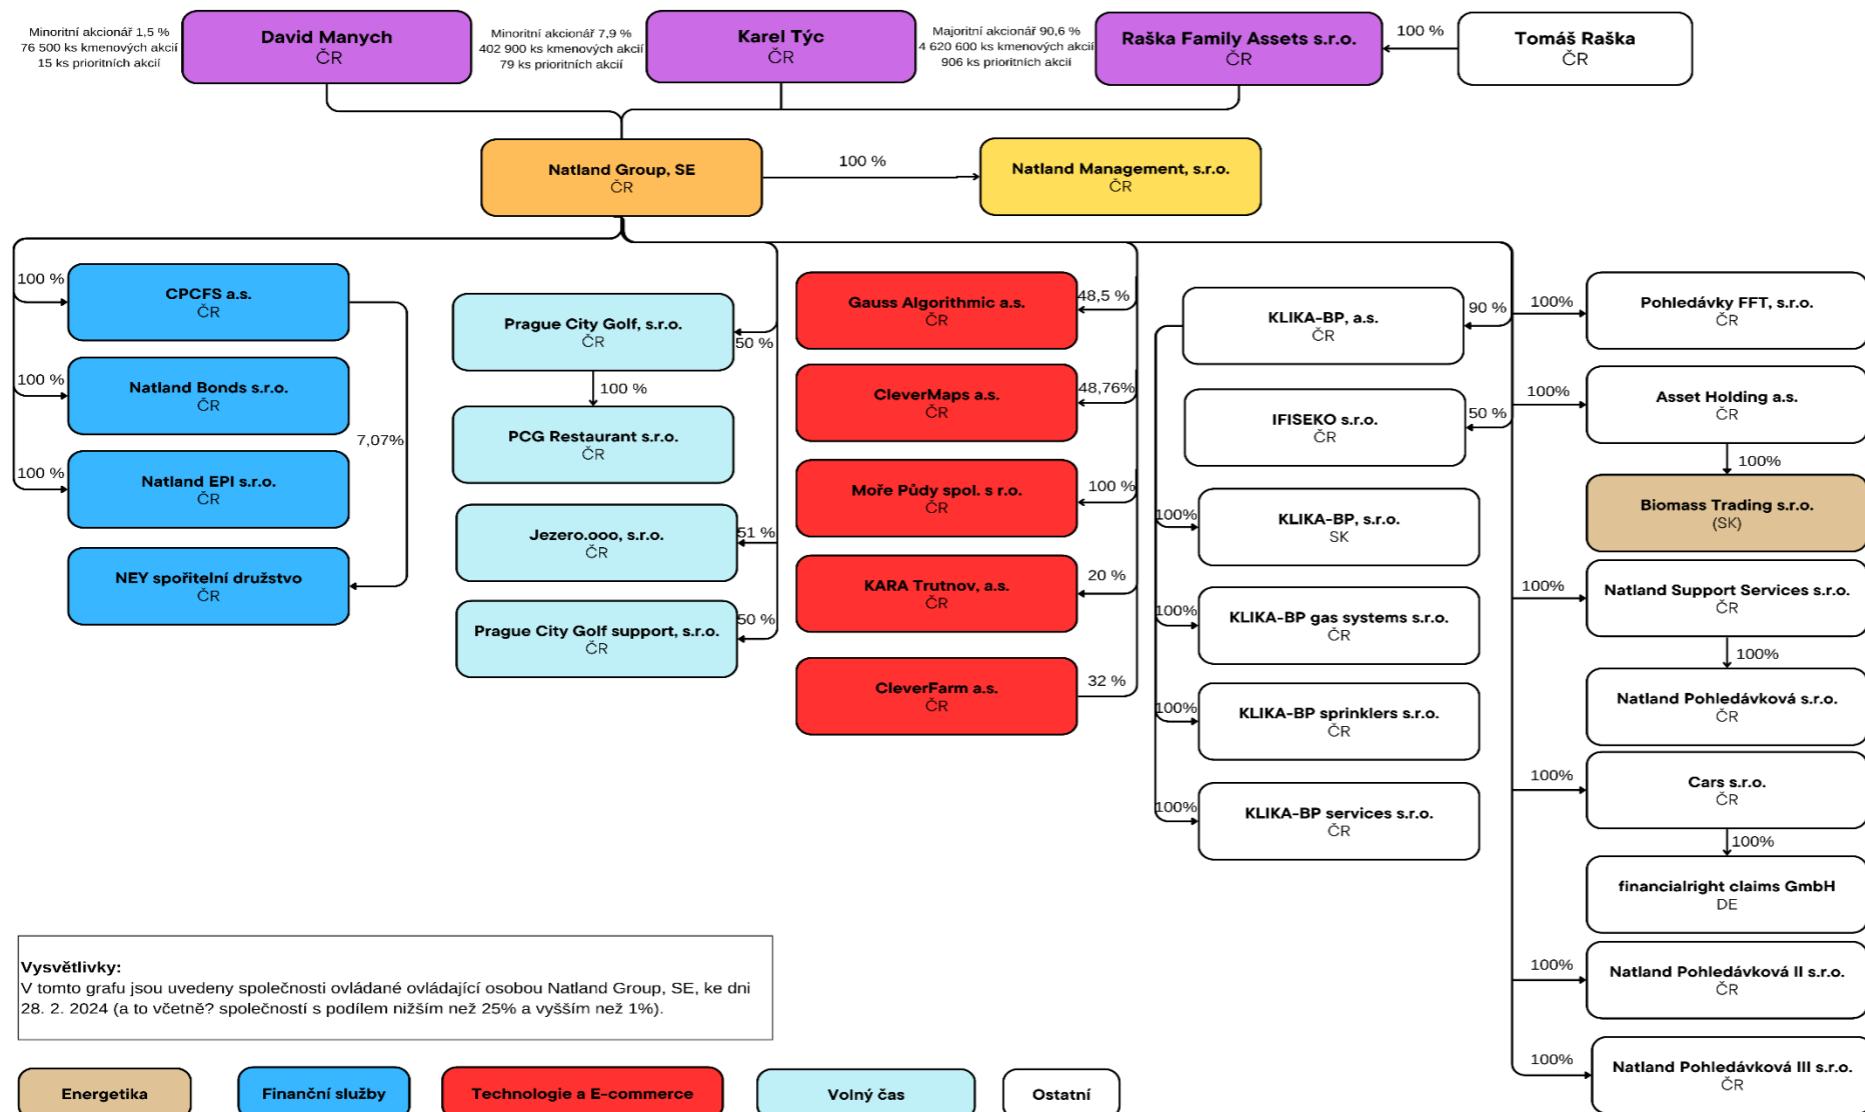 Minoritní akcionář 1,5 %
76 500 ks kmenových akcií
15 ks prioritních akcií
David Manych
ČR
Minoritní akcionář 7,9 %
402 900 ks kmenových akcií
79 ks prioritních akcií
Karel Týc
ČR
Majoritní akcionář 90,6 %
4 620 600 ks kmenových akcií
906 ks prioritních akcií
Raška Family Assets s.r.o.
ČR
100 %
Tomáš Raška
ČR
Natland Group, SE
ČR
100 %
Natland Management, s.r.o.
ČR
100 %
CPCFS a.s.
ČR
100 %
Natland Bonds s.r.o.
ČR
7,07%
100 %
Natland EPI s.r.o.
ČR
NEY spořitelní družstvo
ČR
Prague City Golf, s.r.o.
ČR
50 %
100 %
PCG Restaurant s.r.o.
ČR
Jezero.ooo, s.r.o.
ČR
51 %
Prague City Golf support, s.r.o.
ČR
50 %
Gauss Algorithmic a.s.
ČR
48,5 %
CleverMaps a.s.
ČR
48,76%
Moře Půdy spol. s r.o.
ČR
100 %
KARA Trutnov, a.s.
ČR
20 %
CleverFarm a.s.
ČR
32 %
KLIKA-BP, a.s.
ČR
90 %
IFISEKO s.r.o.
ČR
50 %
100%
KLIKA-BP, s.r.o.
SK
100%
KLIKA-BP gas systems s.r.o.
ČR
100%
KLIKA-BP sprinklers s.r.o.
ČR
100%
KLIKA-BP services s.r.o.
ČR
100%
Pohledávky FFT, s.r.o.
ČR
100%
Asset Holding a.s.
ČR
100%
Biomass Trading s.r.o.
(SK)
100%
Natland Support Services s.r.o.
ČR
100%
Natland Pohledávková s.r.o.
ČR
100%
Cars s.r.o.
ČR
100%
financialright claims GmbH
DE
100%
Natland Pohledávková II s.r.o.
ČR
100%
Natland Pohledávková III s.r.o.
ČR
Vysvětlivky:
V tomto grafu jsou uvedeny společnosti ovládané ovládající osobou Natland Group, SE, ke dni
28. 2. 2024 (a to včetně? společností s podílem nižším než 25% a vyšším než 1%).
Energetika
Finanční služby
Technologie a E-commerce
Volný čas
Ostatní